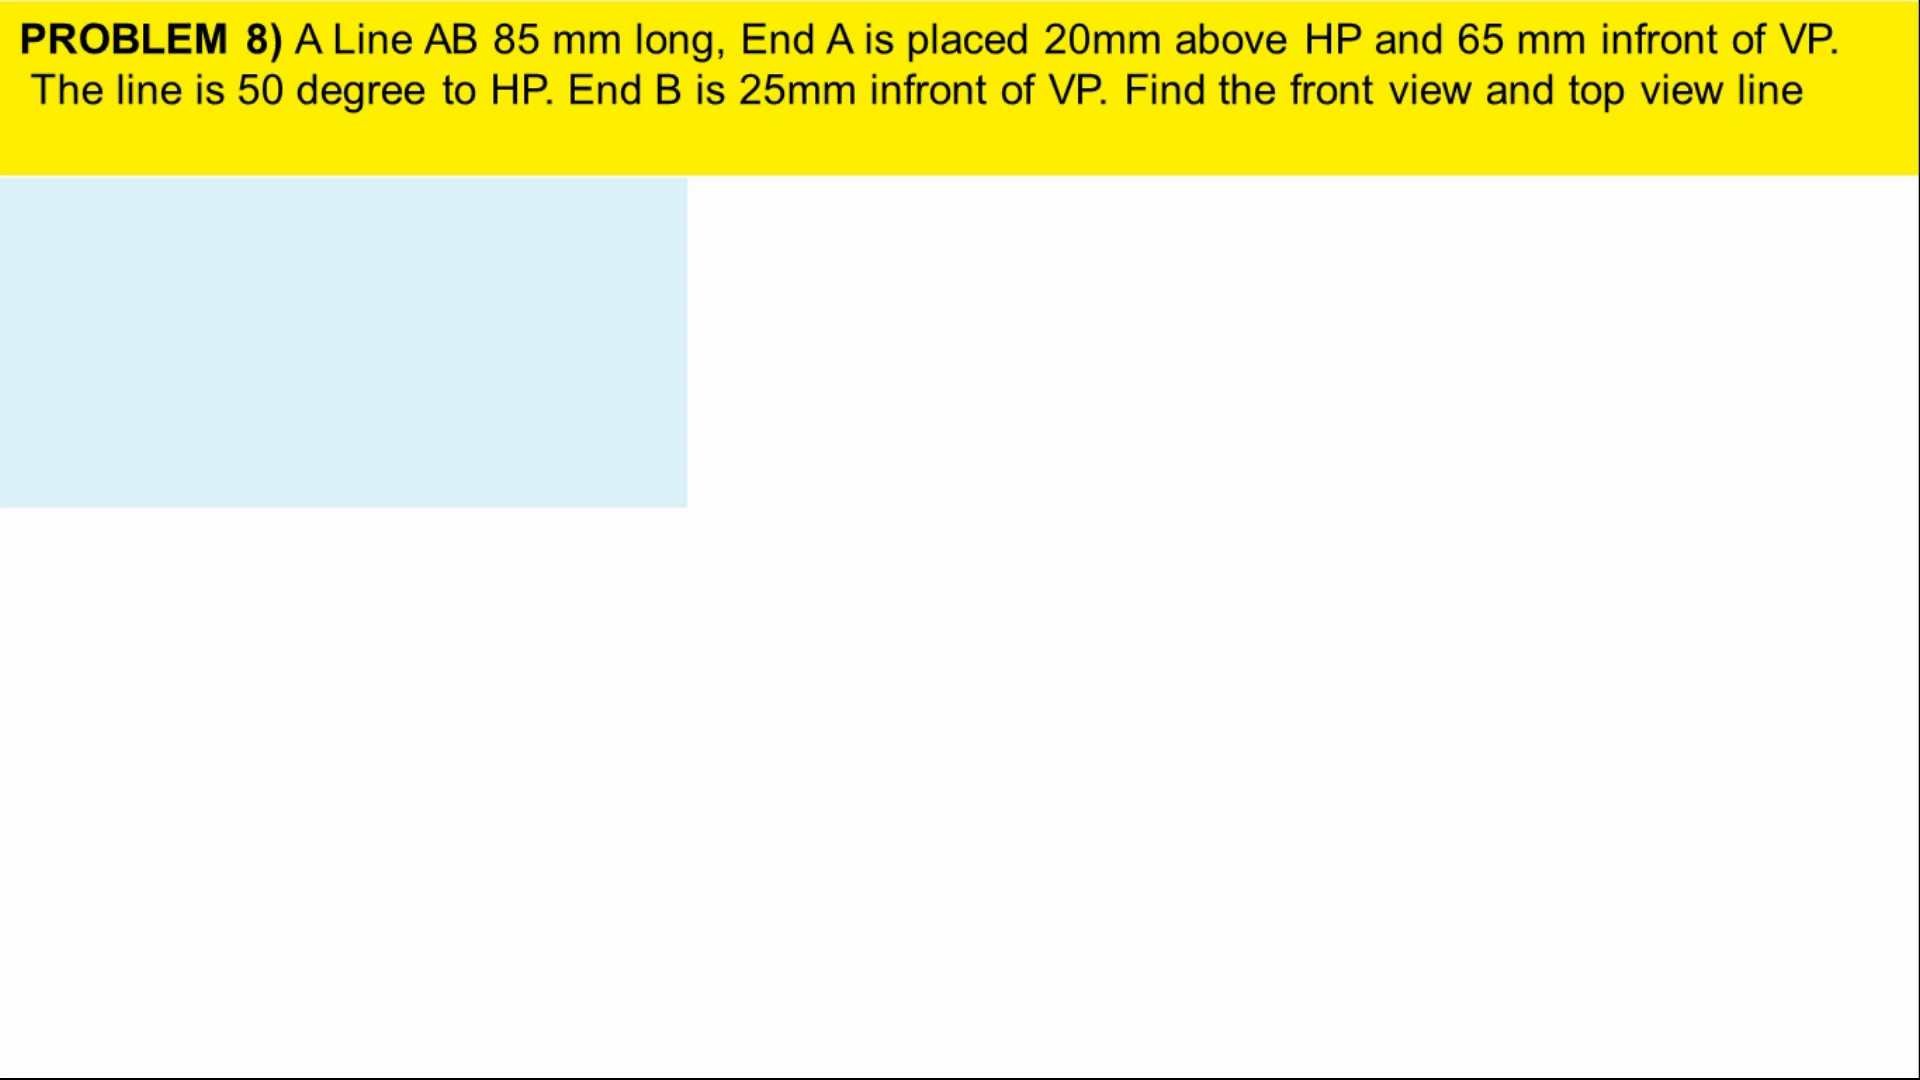 PROBLEM 8) A Line AB 85 mm long, End A is placed 20mm above HP and 65 mm infront of VP.
The line is 50 degree to HP. End B is 25mm infront of VP. Find the front view and top view line